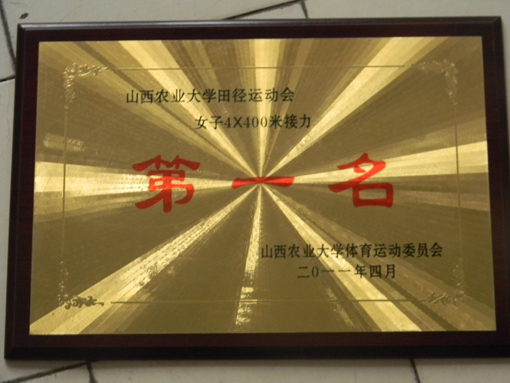 山西农业大学田径运动会
女子4X400米接力
第一名
山西农业大学体育运动委员会
二〇一一年四月